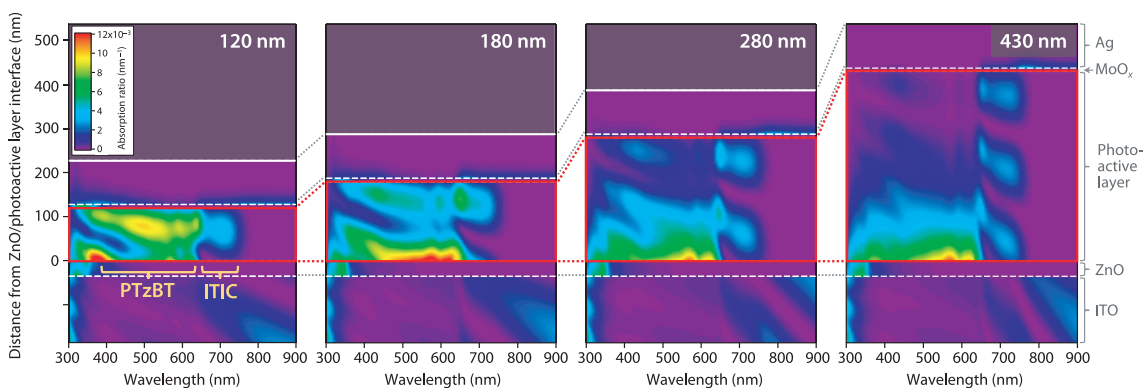 Distance from ZnO/photoactive layer interface (nm)
500
400
300
200
100
0
12×10⁻³
10
8
6
4
2
0
Absorption ratio (nm⁻¹)
120 nm
180 nm
280 nm
430 nm
PTzBT
ITIC
Ag
MoOₓ
Photo-
active
layer
ZnO
ITO
300 400 500 600 700 800 900
300 400 500 600 700 800 900
300 400 500 600 700 800 900
300 400 500 600 700 800 900
Wavelength (nm)
Wavelength (nm)
Wavelength (nm)
Wavelength (nm)